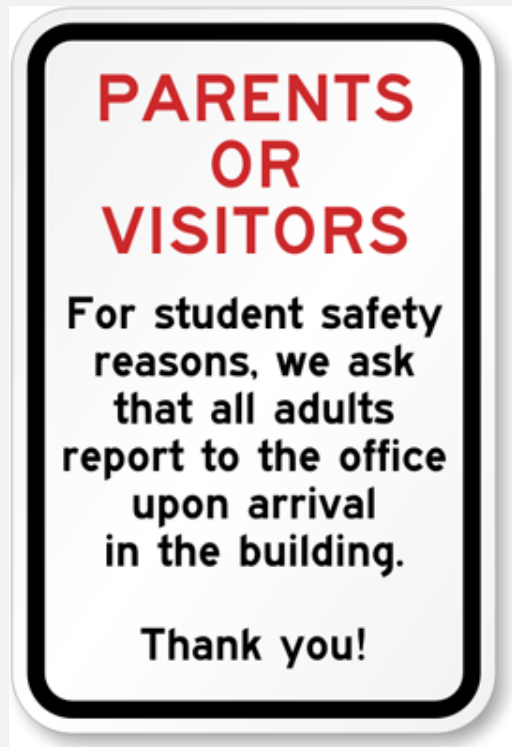 PARENTS
OR
VISITORS
For student safety
reasons, we ask
that all adults
report to the office
upon arrival
in the building.
Thank you!